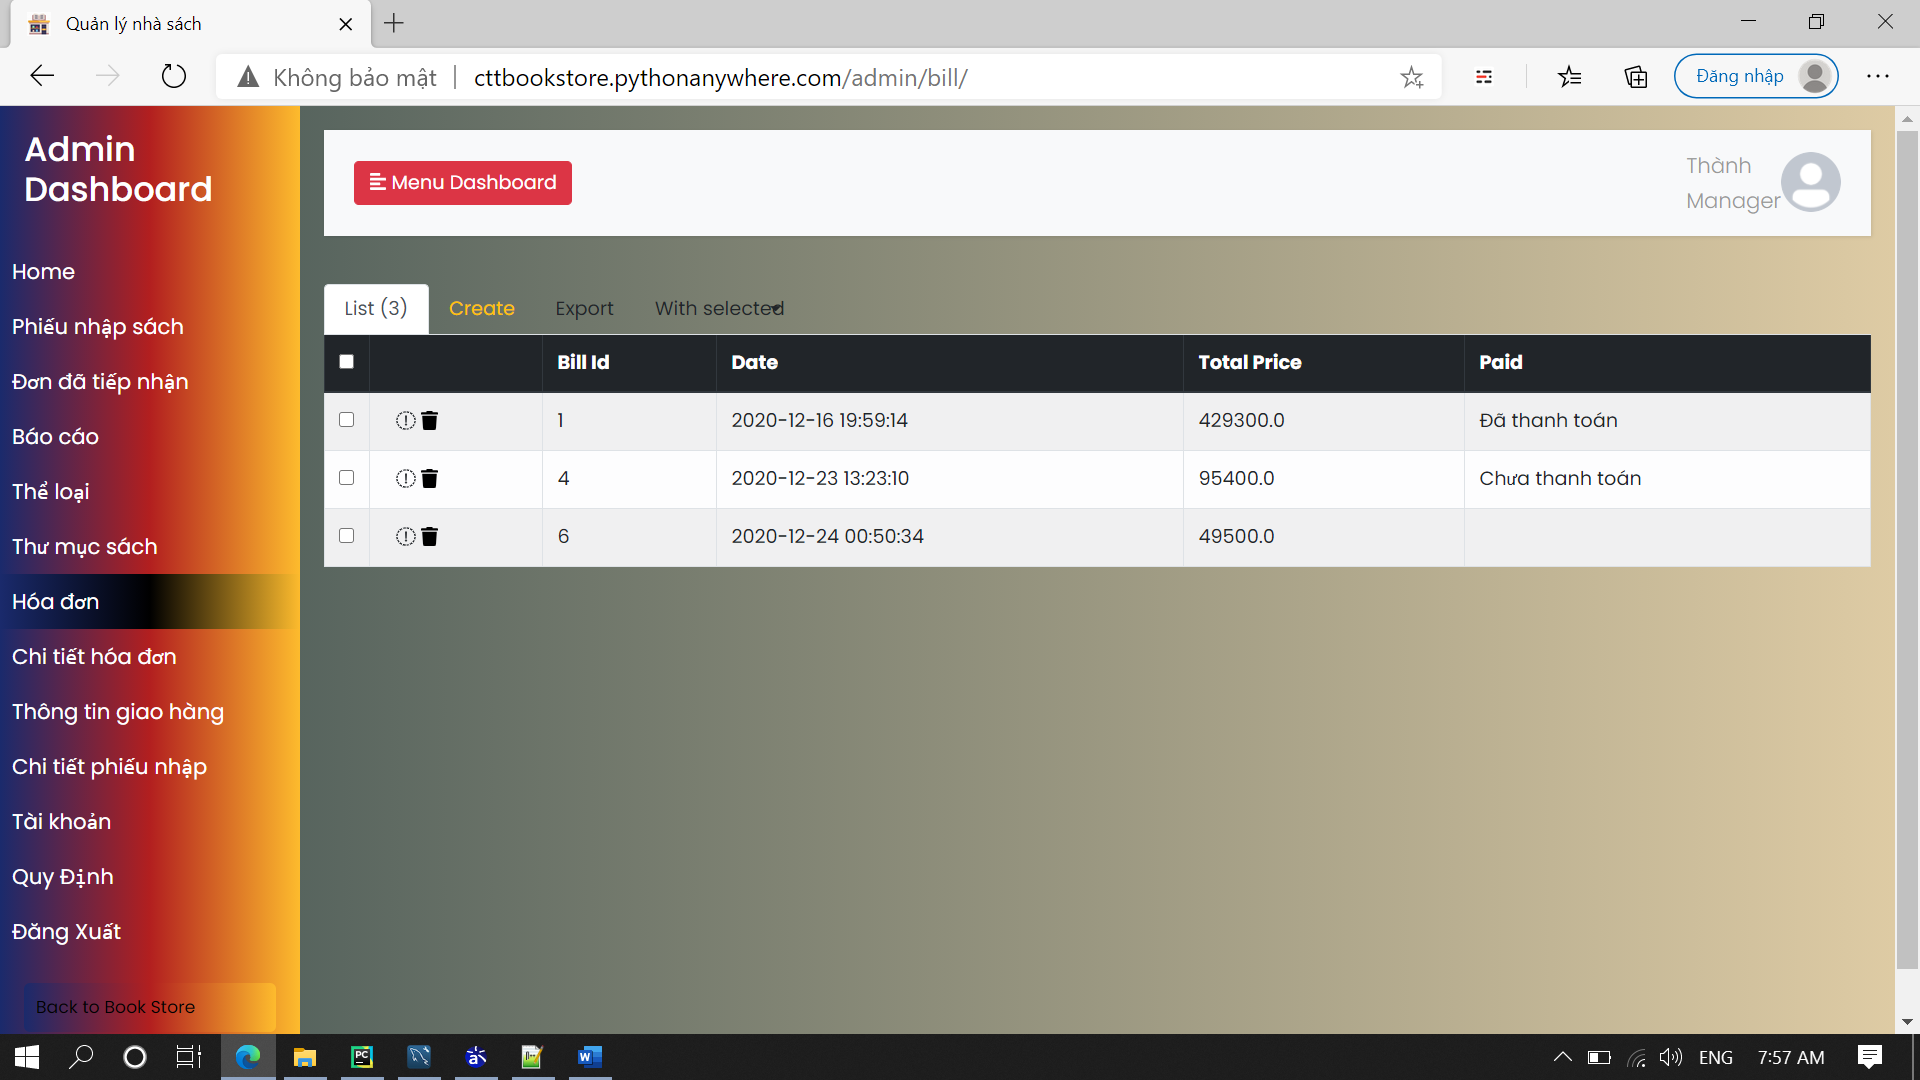 Quản lý nhà sách
Không bảo mật
cttbookstore.pythonanywhere.com/admin/bill/
Đăng nhập
Admin
Dashboard
Home
Phiếu nhập sách
Đơn đã tiếp nhận
Báo cáo
Thể loại
Thư mục sách
Hóa đơn
Chi tiết hóa đơn
Thông tin giao hàng
Chi tiết phiếu nhập
Tài khoản
Quy Định
Đăng Xuất
Back to Book Store
Menu Dashboard
Thành
Manager
List (3) Create Export With selected
Bill Id Date Total Price Paid
1 2020-12-16 19:59:14 429300.0 Đã thanh toán
4 2020-12-23 13:23:10 95400.0 Chưa thanh toán
6 2020-12-24 00:50:34 49500.0
ENG 7:57 AM